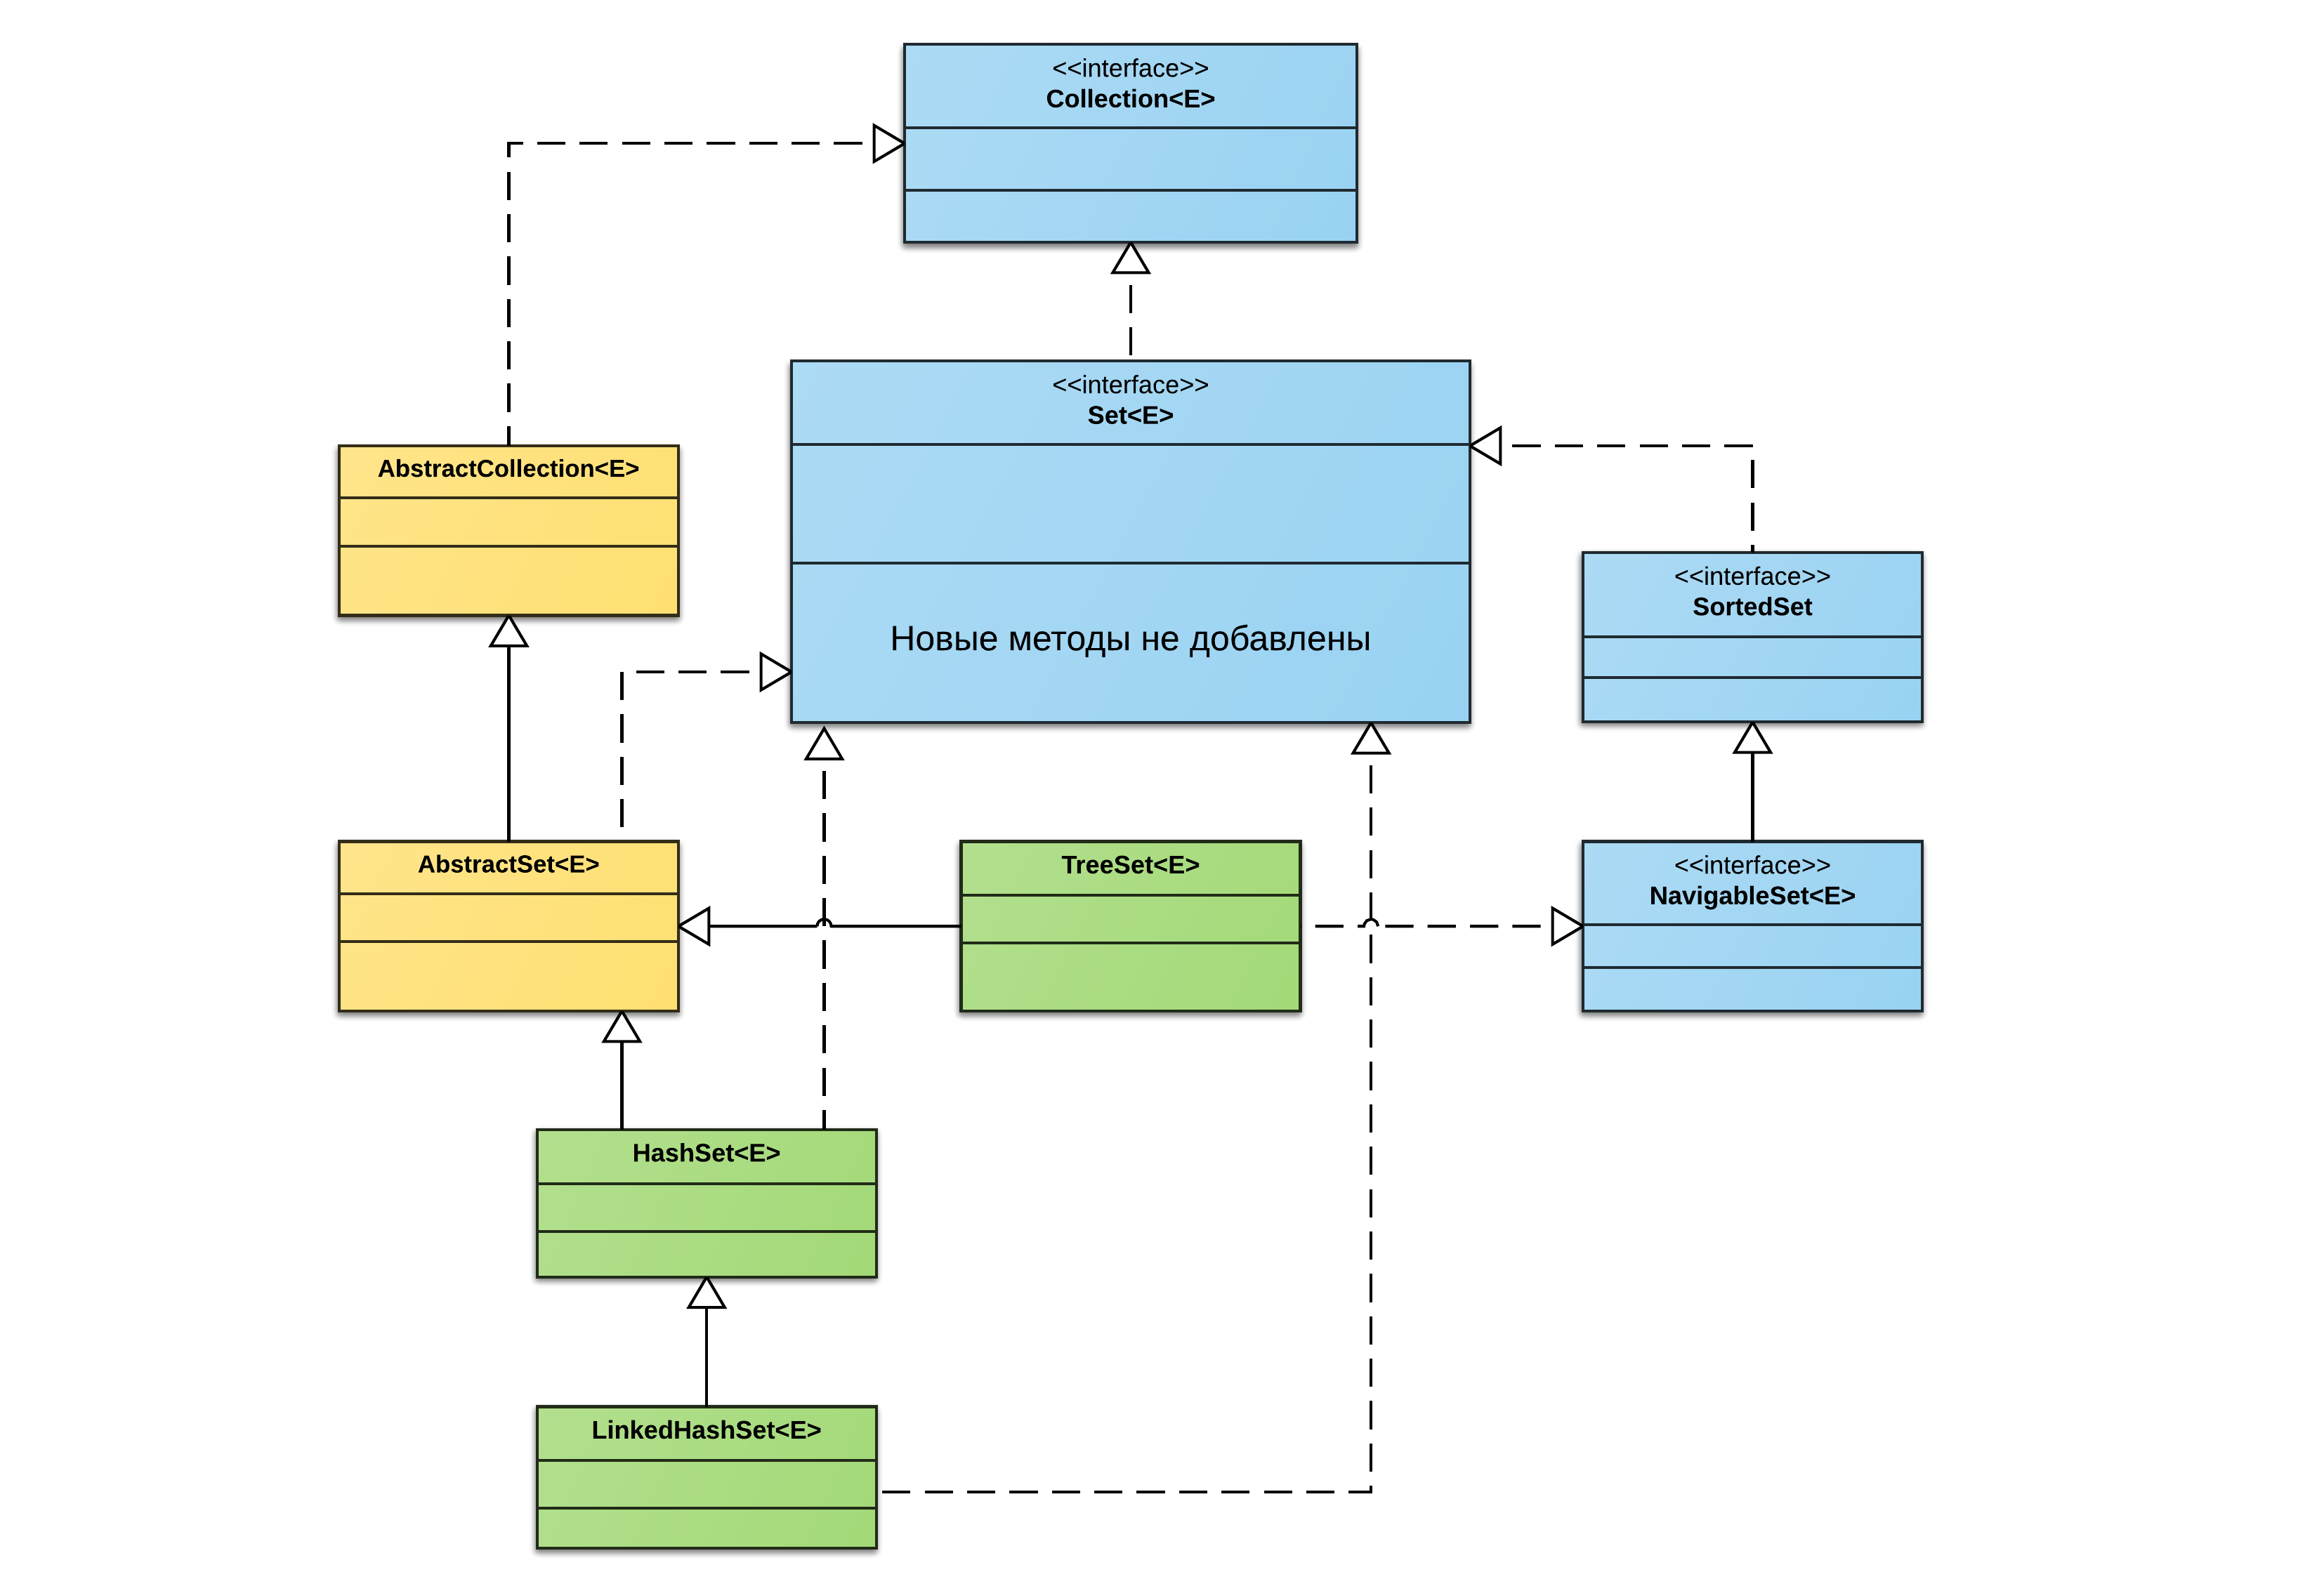 <<interface>>
Collection<E>
<<interface>>
Set<E>
AbstractCollection<E>
<<interface>>
SortedSet
Новые методы не добавлены
AbstractSet<E>
TreeSet<E>
<<interface>>
NavigableSet<E>
HashSet<E>
LinkedHashSet<E>